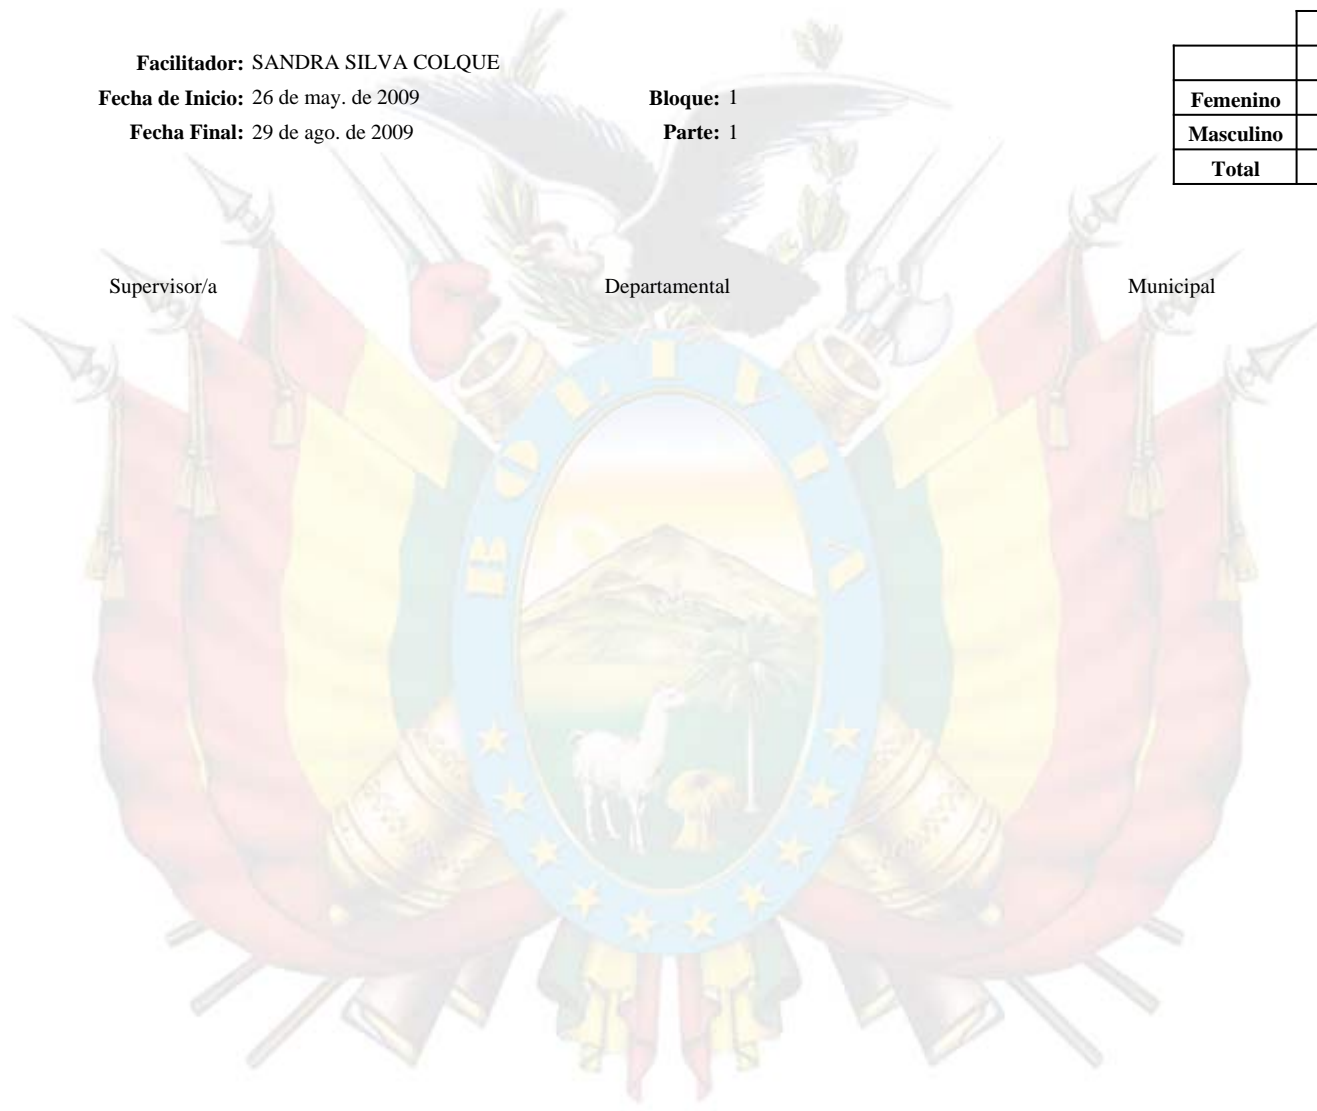 Facilitador: SANDRA SILVA COLQUE
Fecha de Inicio: 26 de may. de 2009 Bloque: 1
Fecha Final: 29 de ago. de 2009 Parte: 1
Femenino
Masculino
Total
Supervisor/a Departamental Municipal
BOLIVIA